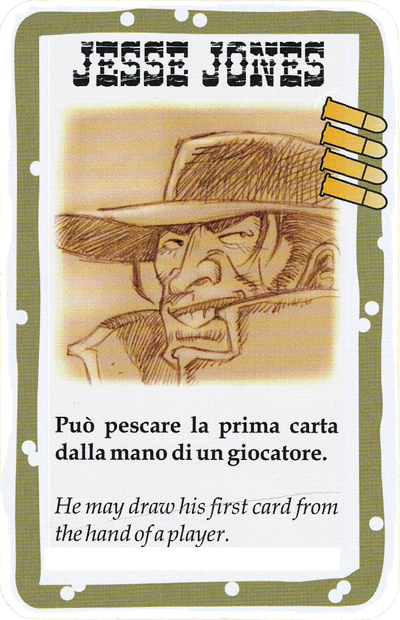 JESSE JONES
Può pescare la prima carta
dalla mano di un giocatore.
He may draw his first card from
the hand of a player.